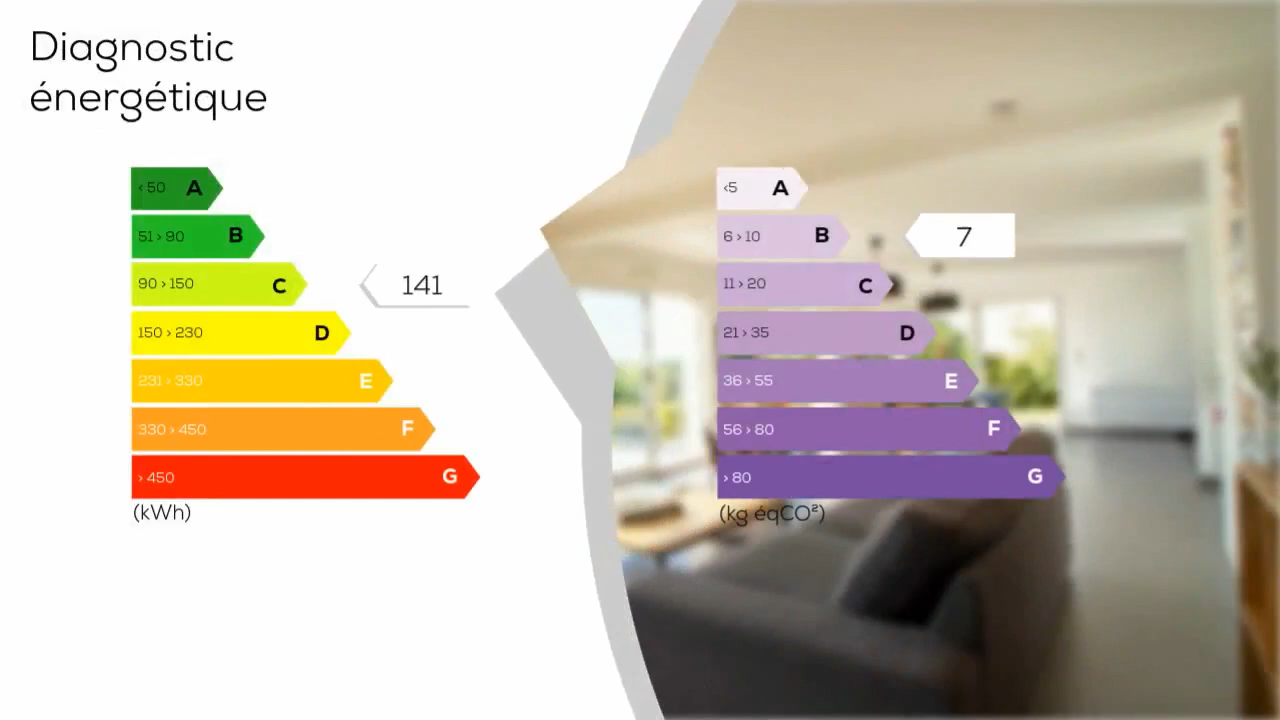 Diagnostic
énergétique
< 50 A
51 > 90 B
90 > 150 C
141
150 > 230 D
231 > 330 E
330 > 450 F
> 450 G
(kWh)
<5 A
6 > 10 B
7
11 > 20 C
21 > 35 D
36 > 55 E
56 > 80 F
> 80 G
(kg éqCO²)